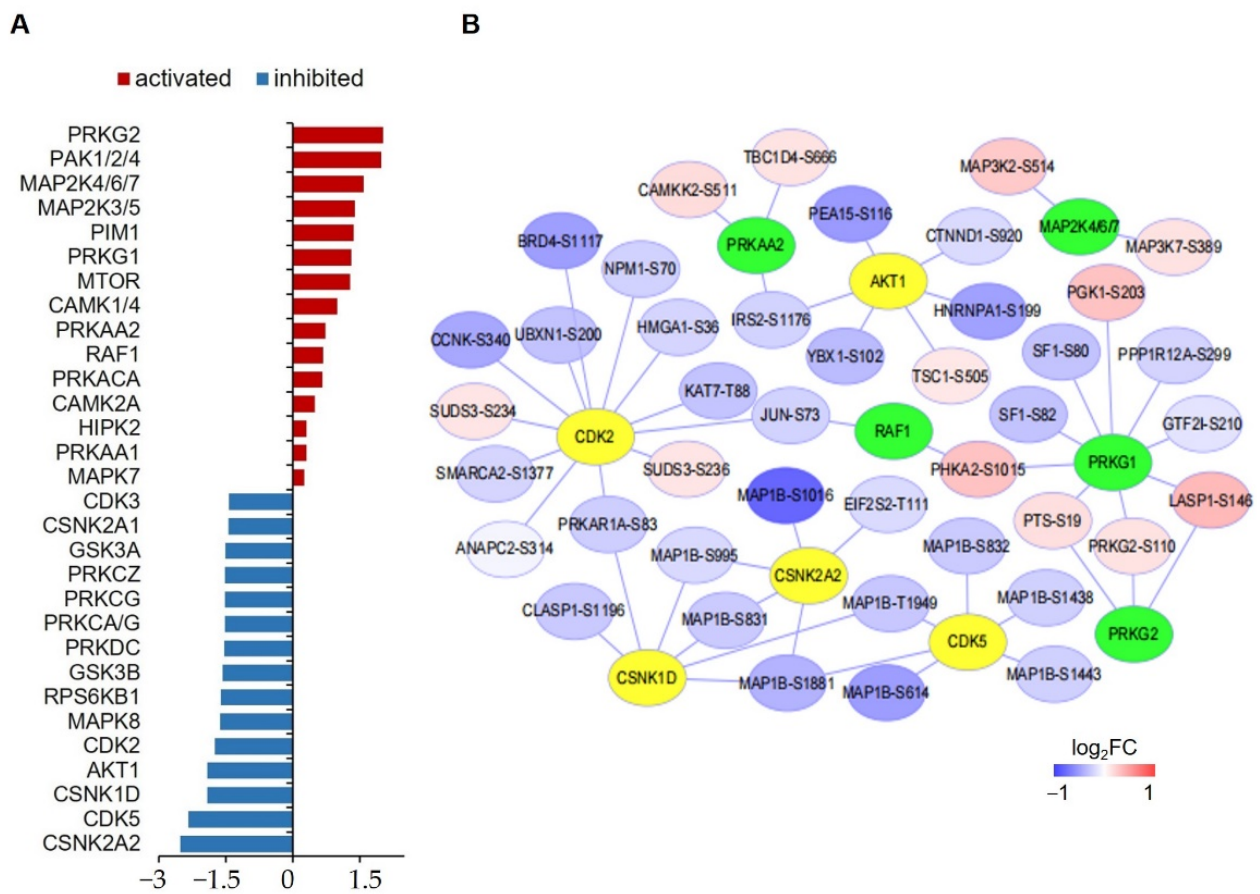 A
activated inhibited
PRKG2
PAK1/2/4
MAP2K4/6/7
MAP2K3/5
PIM1
PRKG1
MTOR
CAMK1/4
PRKAA2
RAF1
PRKACA
CAMK2A
HIPK2
PRKAA1
MAPK7
CDK3
CSNK2A1
GSK3A
PRKCZ
PRKCG
PRKCA/G
PRKDC
GSK3B
RPS6KB1
MAPK8
CDK2
AKT1
CSNK1D
CDK5
CSNK2A2
−3 −1.5 0 1.5
B
TBC1D4-S666
MAP3K2-S514
CAMKK2-S511
PEA15-S116
MAP2K4/6/7
BRD4-S1117
PRKAA2
CTNND1-S920
MAP3K7-S389
NPM1-S70
AKT1
PGK1-S203
HNRNPA1-S199
IRS2-S1176
HMGA1-S36
UBXN1-S200
CCNK-S340
YBX1-S102
SF1-S80
PPP1R12A-S299
TSC1-S505
KAT7-T88
SUDS3-S234
JUN-S73
SF1-S82
GTF2I-S210
CDK2
RAF1
PRKG1
SMARCA2-S1377
SUDS3-S236
PHKA2-S1015
MAP1B-S1016
EIF2S2-T111
LASP1-S146
PRKAR1A-S83
PTS-S19
ANAPC2-S314
MAP1B-S995
MAP1B-S832
PRKG2-S110
CSNK2A2
CLASP1-S1196
MAP1B-T1949
MAP1B-S1438
MAP1B-S831
CDK5
PRKG2
CSNK1D
MAP1B-S1881
MAP1B-S614
MAP1B-S1443
log₂FC
−1 1